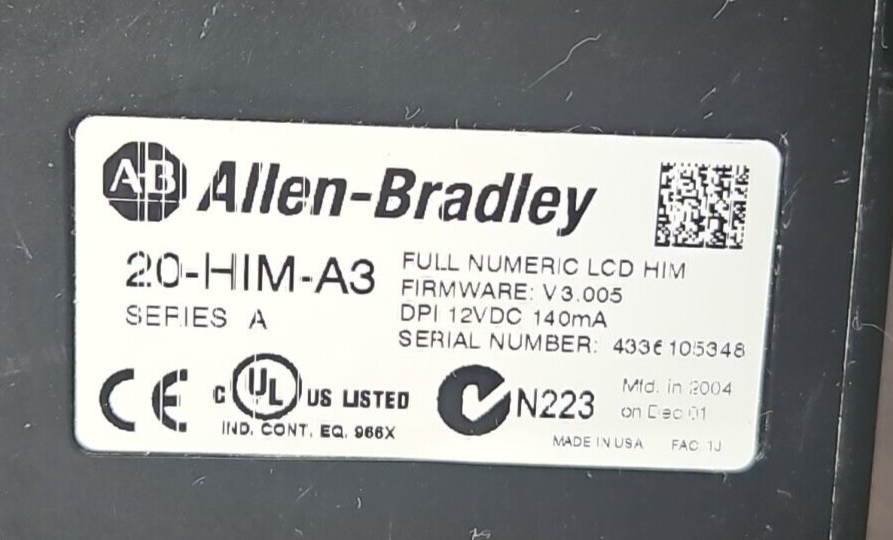 AB Allen-Bradley
20-HIM-A3
SERIES A
FULL NUMERIC LCD HIM
FIRMWARE: V3.005
DPI 12VDC 140mA
SERIAL NUMBER: 4336105348
CE
C UL US LISTED
IND. CONT. EQ. 966X
N223
Mfd. in 2004
on Dec 01
MADE IN USA FAC 1J